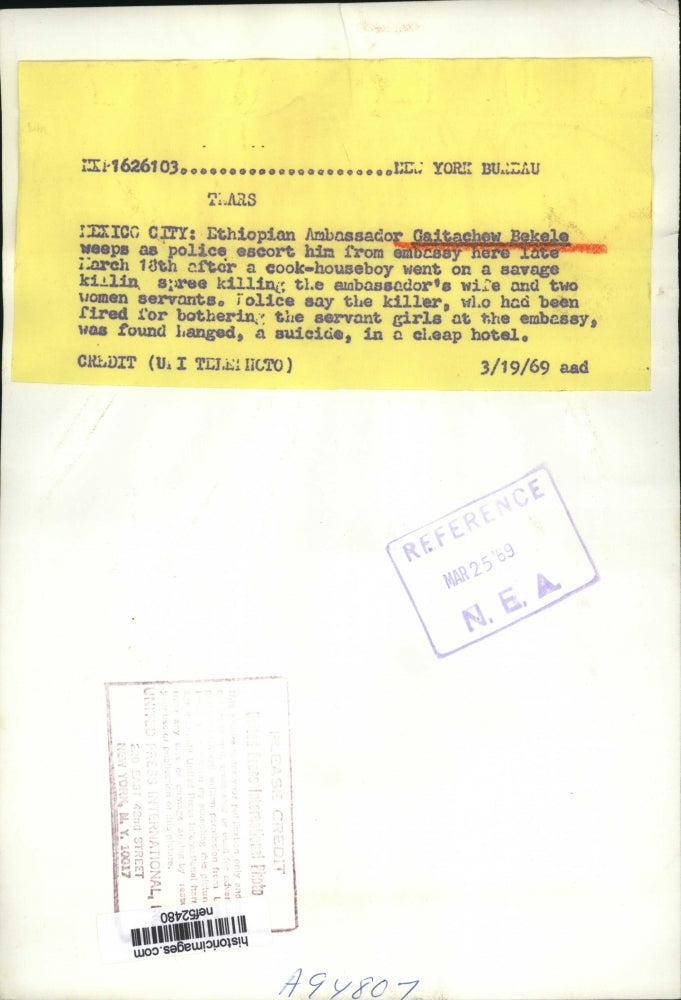 1626103........................NEW YORK BUREAU
TEARS
MEXICO CITY: Ethiopian Ambassador Gaitachew Bekele
weeps as police escort him from embassy here late
March 18th after a cook-houseboy went on a savage
killing spree killing the ambassador's wife and two
women servants. Police say the killer, who had been
fired for bothering the servant girls at the embassy,
was found hanged, a suicide, in a cheap hotel.
CREDIT (UPI TELEPHOTO) 3/19/69 aad
REFERENCE
MAR 25 '69
N. E. A.
PLEASE CREDIT
United Press International Photo
UNITED PRESS INTERNATIONAL,
220 EAST 42nd STREET
NEW YORK, N. Y. 10017
historicimages.com
nef52480
A94807